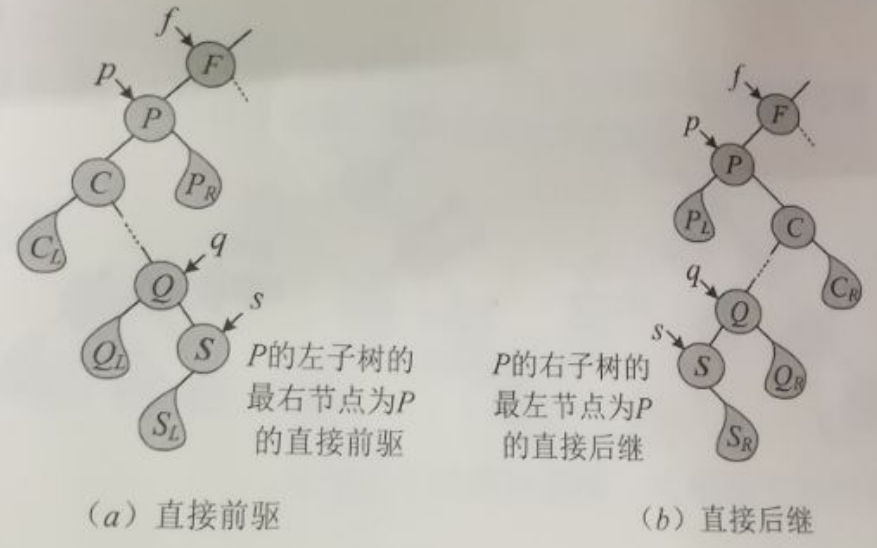 f
F
p
P
C
P_R
C_L
q
Q
s
Q_L
S
S_L
P的左子树的
最右节点为P
的直接前驱
(a)直接前驱
f
F
p
P
P_L
C
q
C_R
Q
s
S
Q_R
S_R
P的右子树的
最左节点为P
的直接后继
(b)直接后继